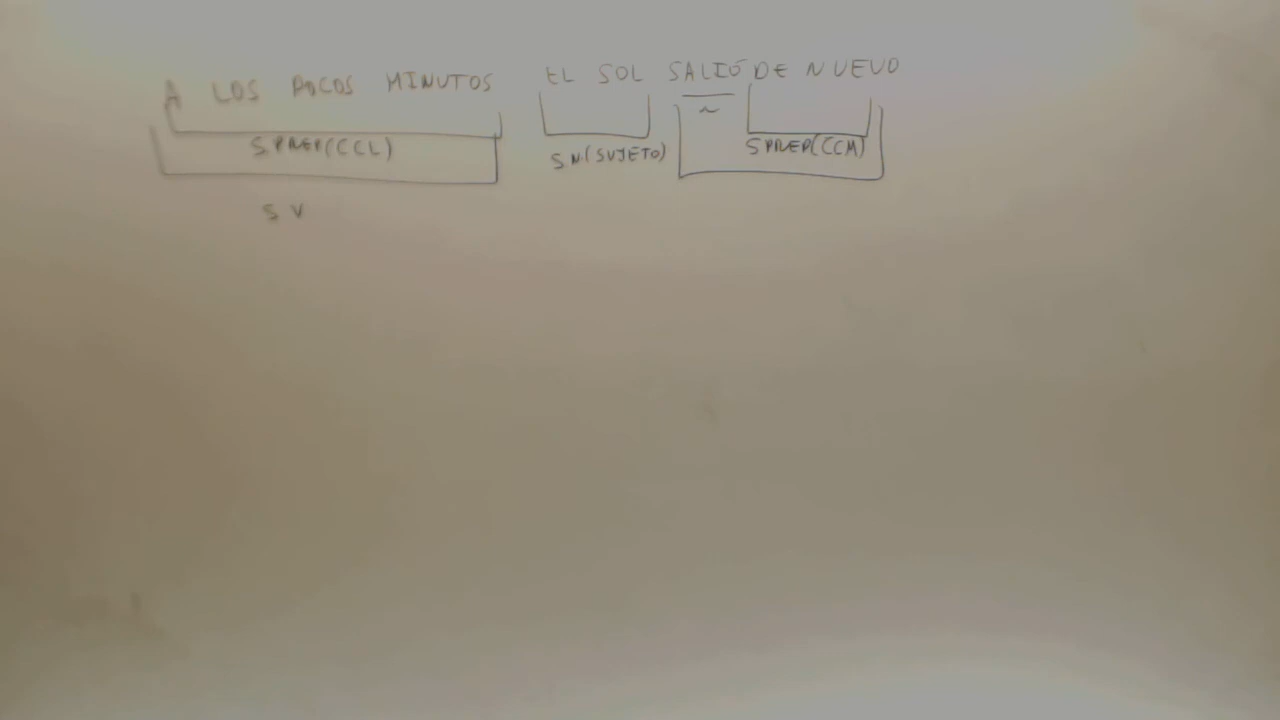 A LOS POCOS MINUTOS EL SOL SALIÓ DE NUEVO
N
SPREP(CCL) SN(SUJETO) SPREP(CCM)
SV